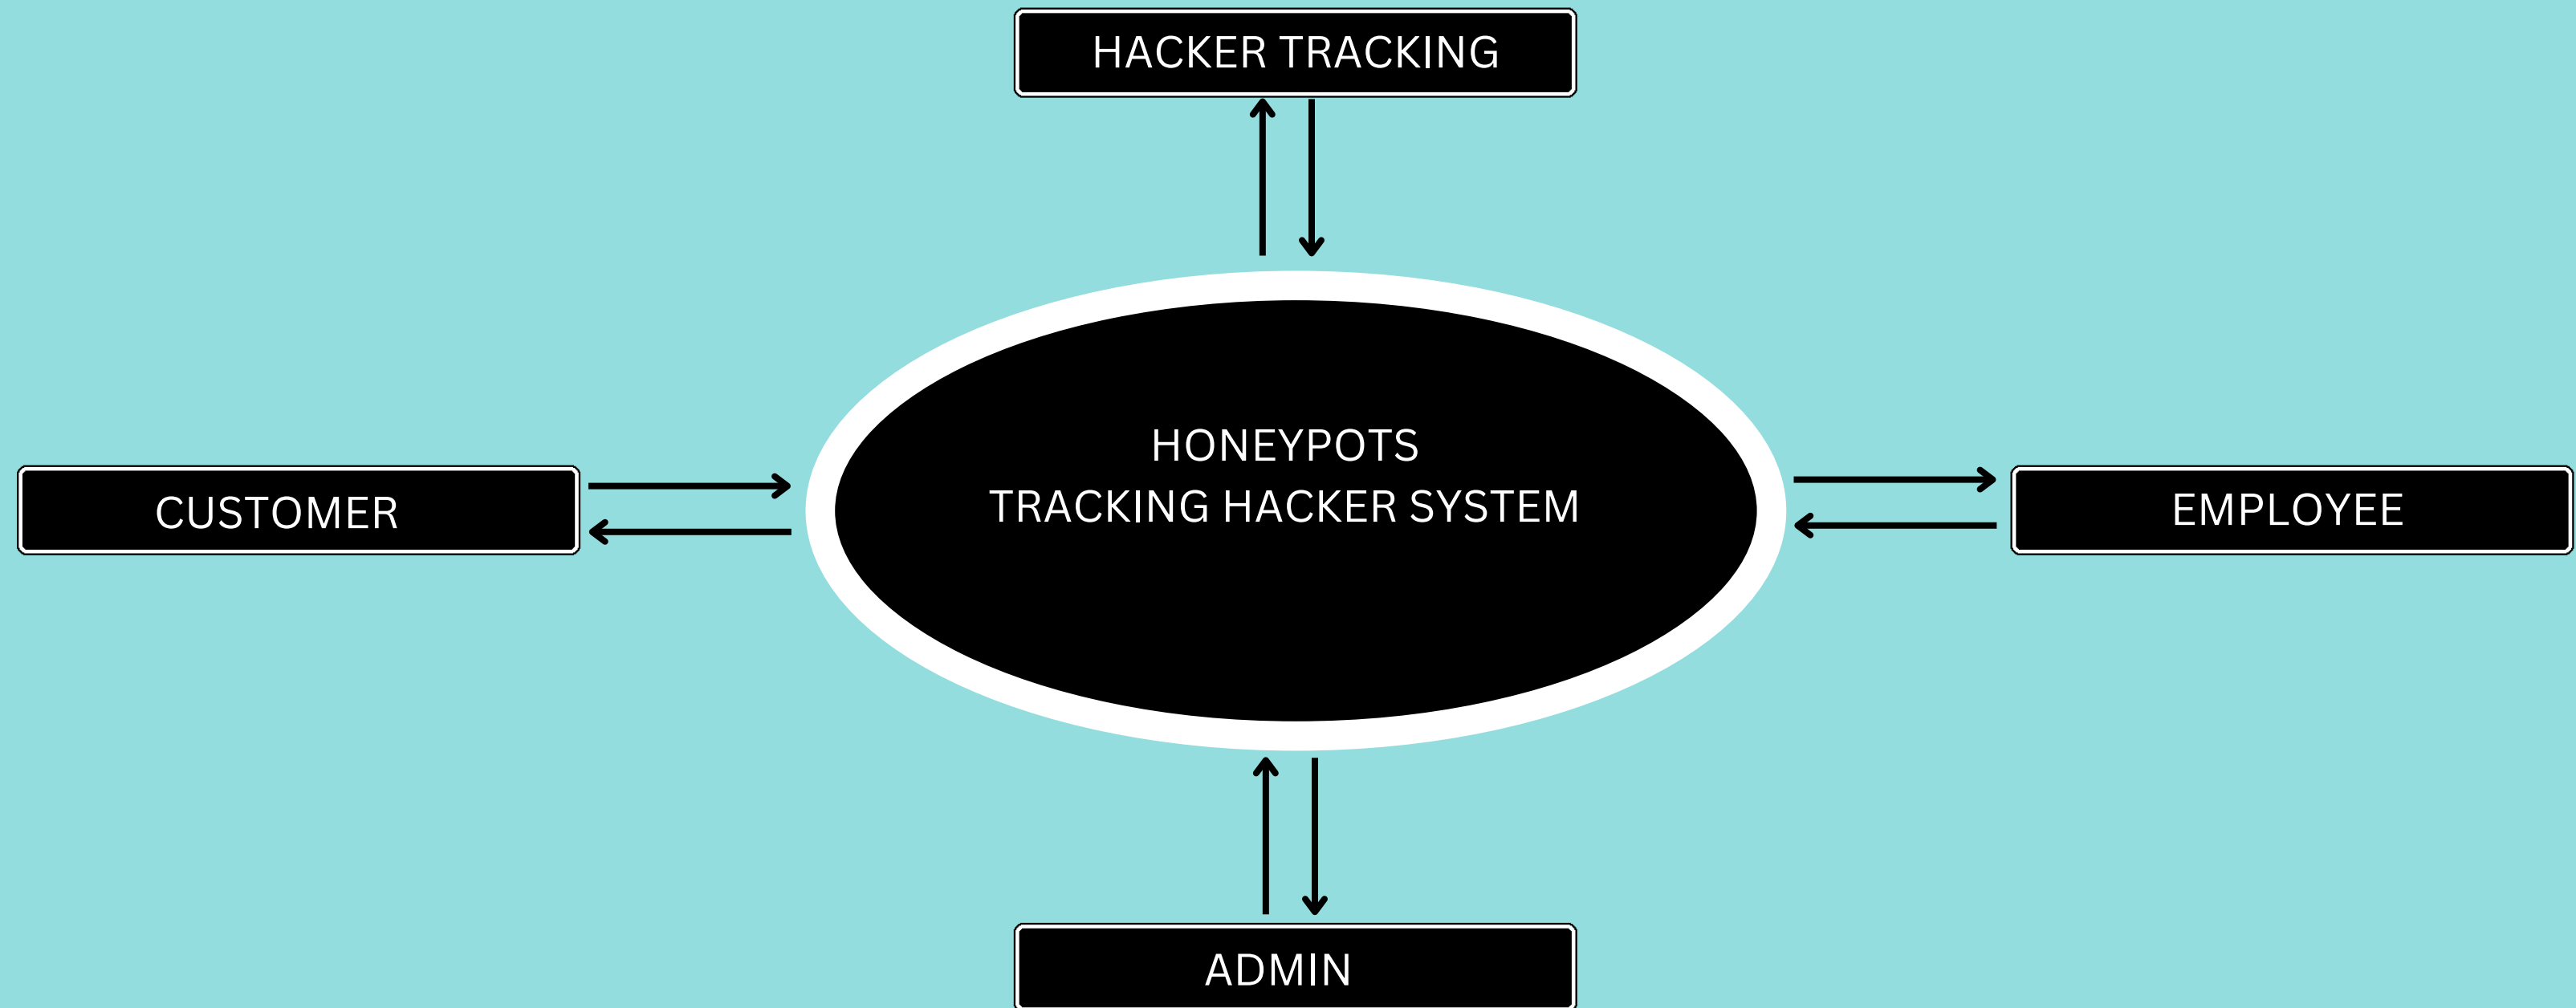 HACKER TRACKING
HONEYPOTS
TRACKING HACKER SYSTEM
CUSTOMER
EMPLOYEE
ADMIN